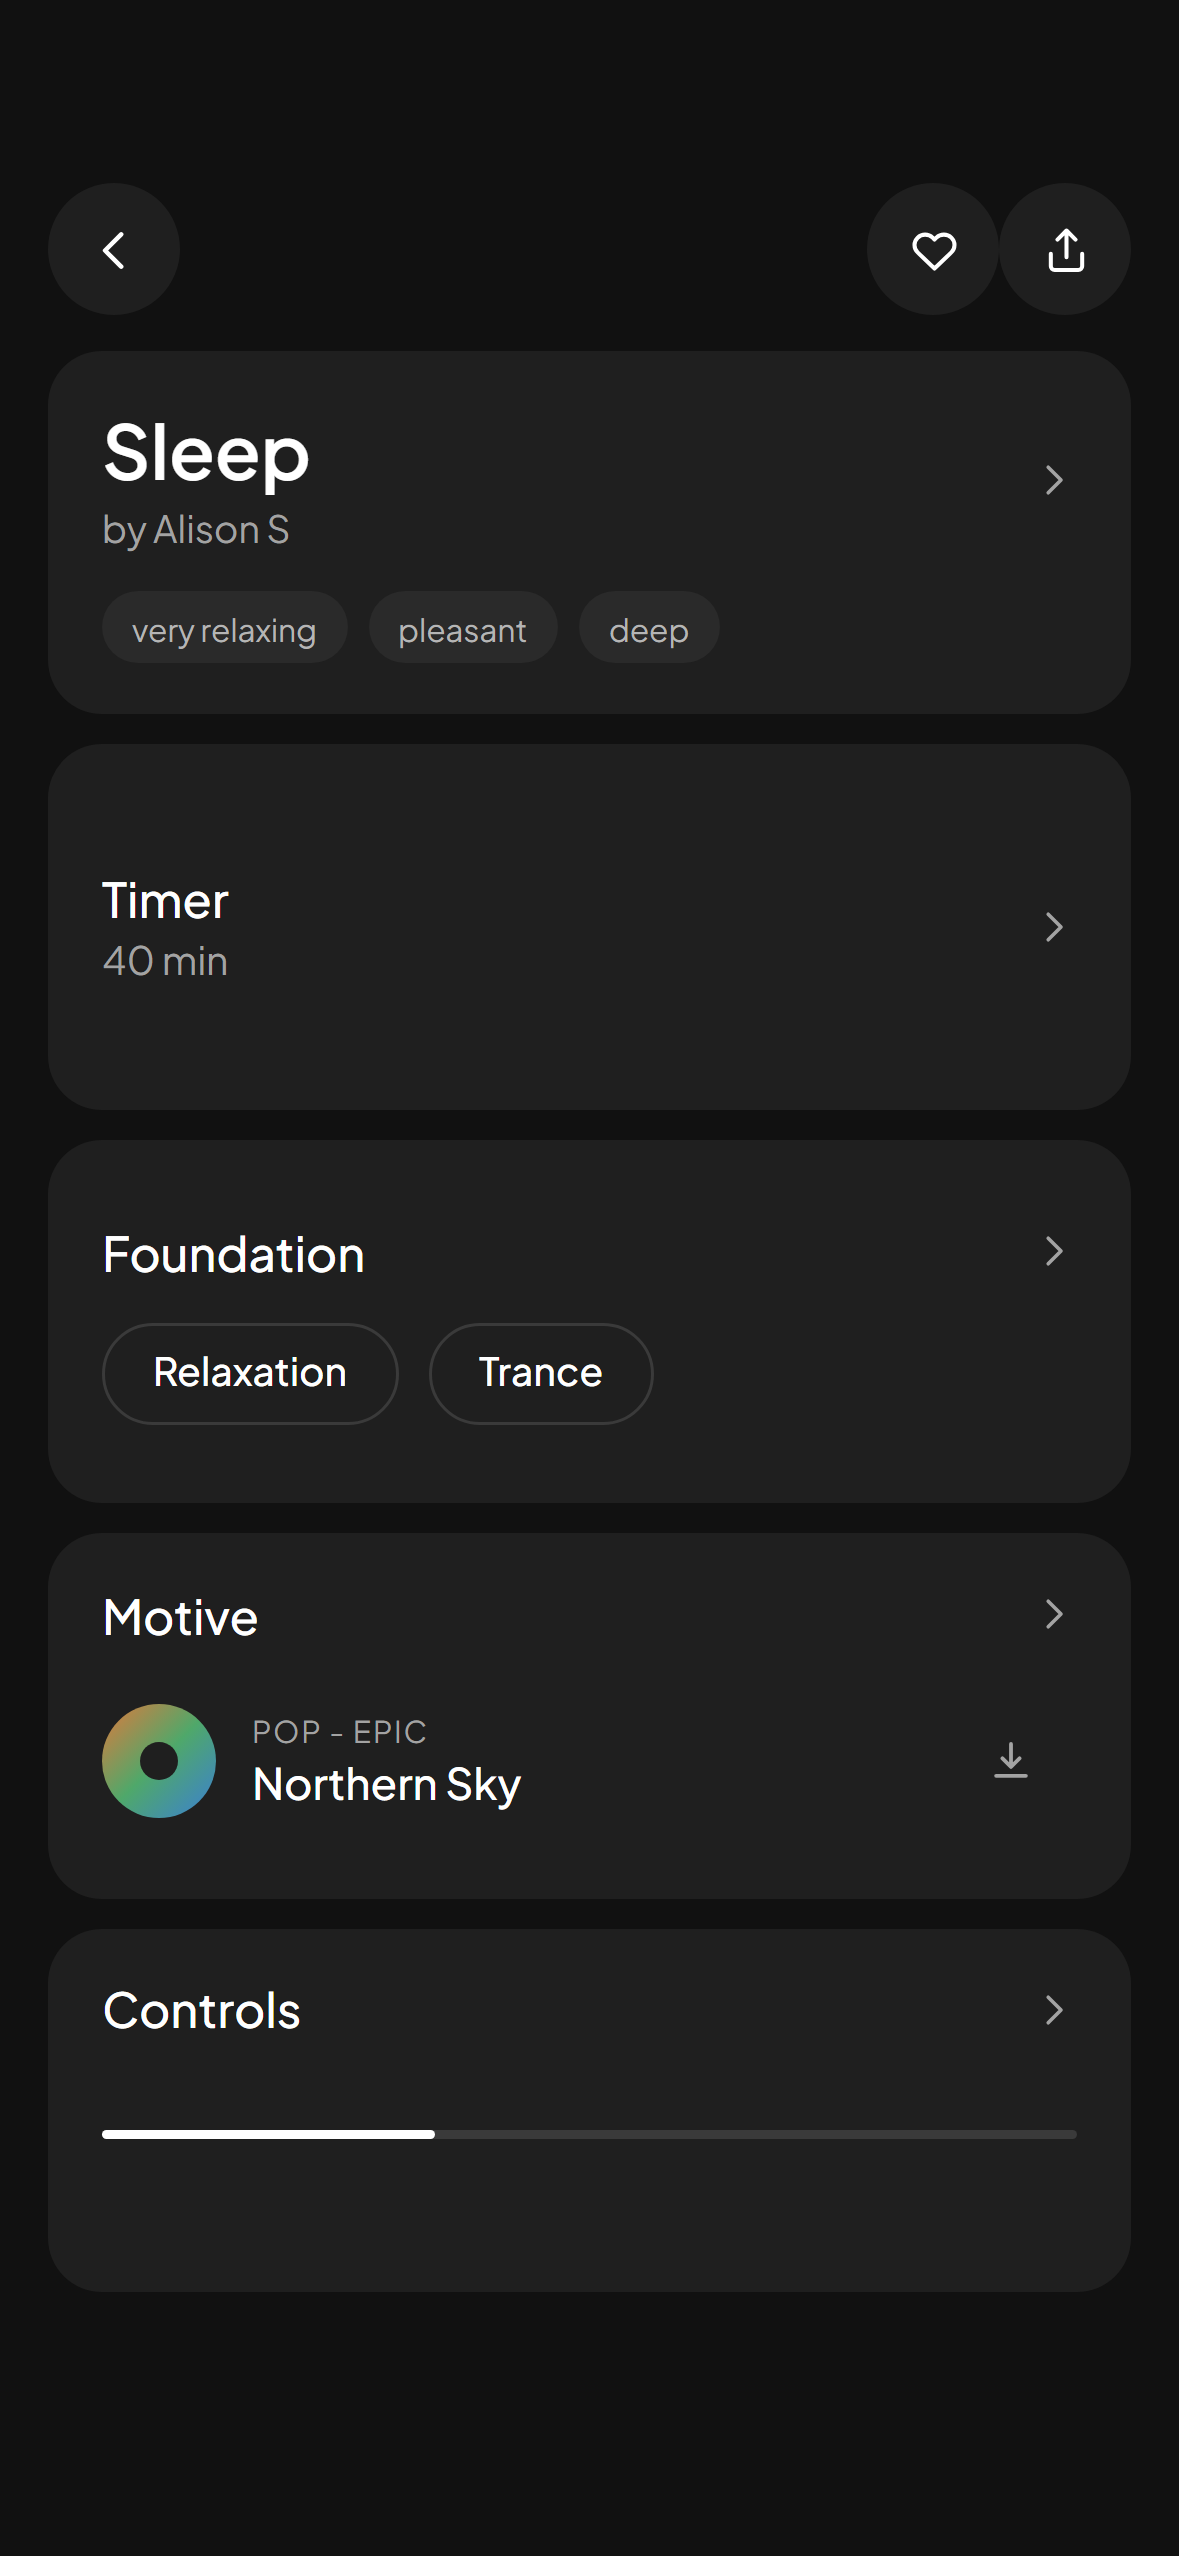 Sleep
by Alison S
very relaxing pleasant deep
Timer
40 min
Foundation
Relaxation Trance
Motive
POP - EPIC
Northern Sky
Controls